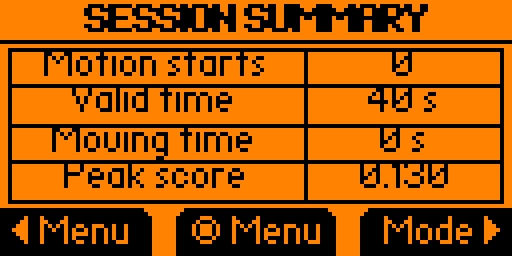 SESSION SUMMARY
Motion starts 0
Valid time 40 s
Moving time 0 s
Peak score 0.130
Menu Menu Mode